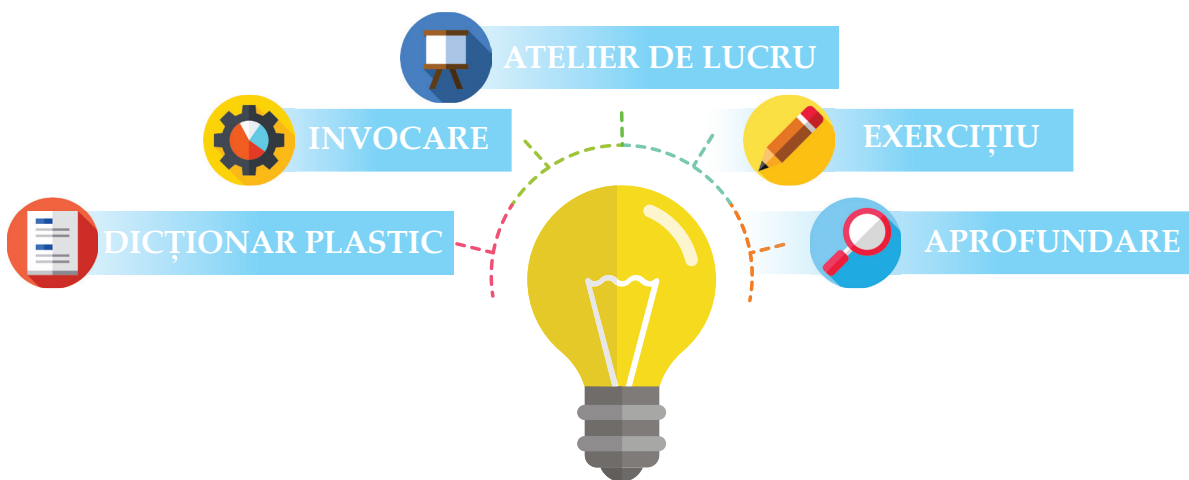 ATELIER DE LUCRU
INVOCARE
EXERCIȚIU
DICȚIONAR PLASTIC
APROFUNDARE